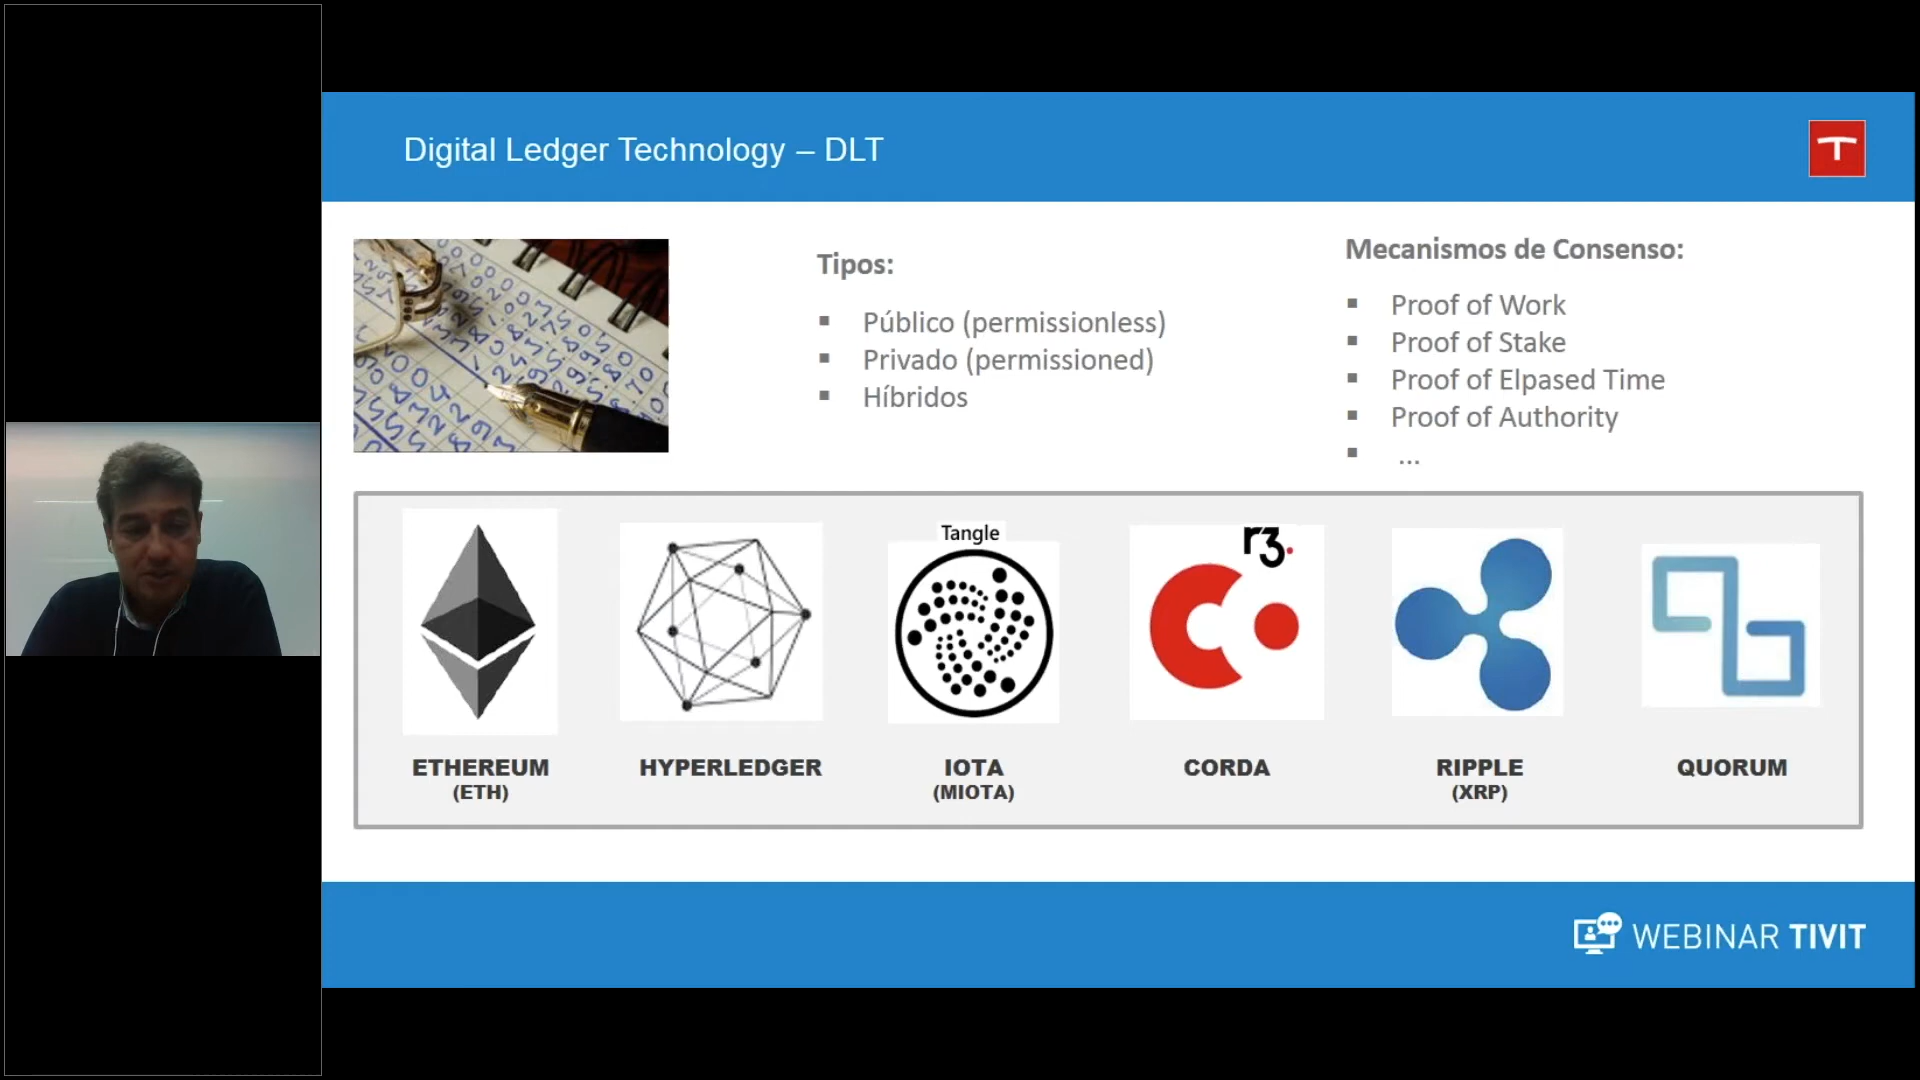 Digital Ledger Technology – DLT
T
Tipos:
▪ Público (permissionless)
▪ Privado (permissioned)
▪ Híbridos
Mecanismos de Consenso:
▪ Proof of Work
▪ Proof of Stake
▪ Proof of Elpased Time
▪ Proof of Authority
▪ ...
Tangle
r3.
ETHEREUM
(ETH)
HYPERLEDGER
IOTA
(MIOTA)
CORDA
RIPPLE
(XRP)
QUORUM
WEBINAR TIVIT